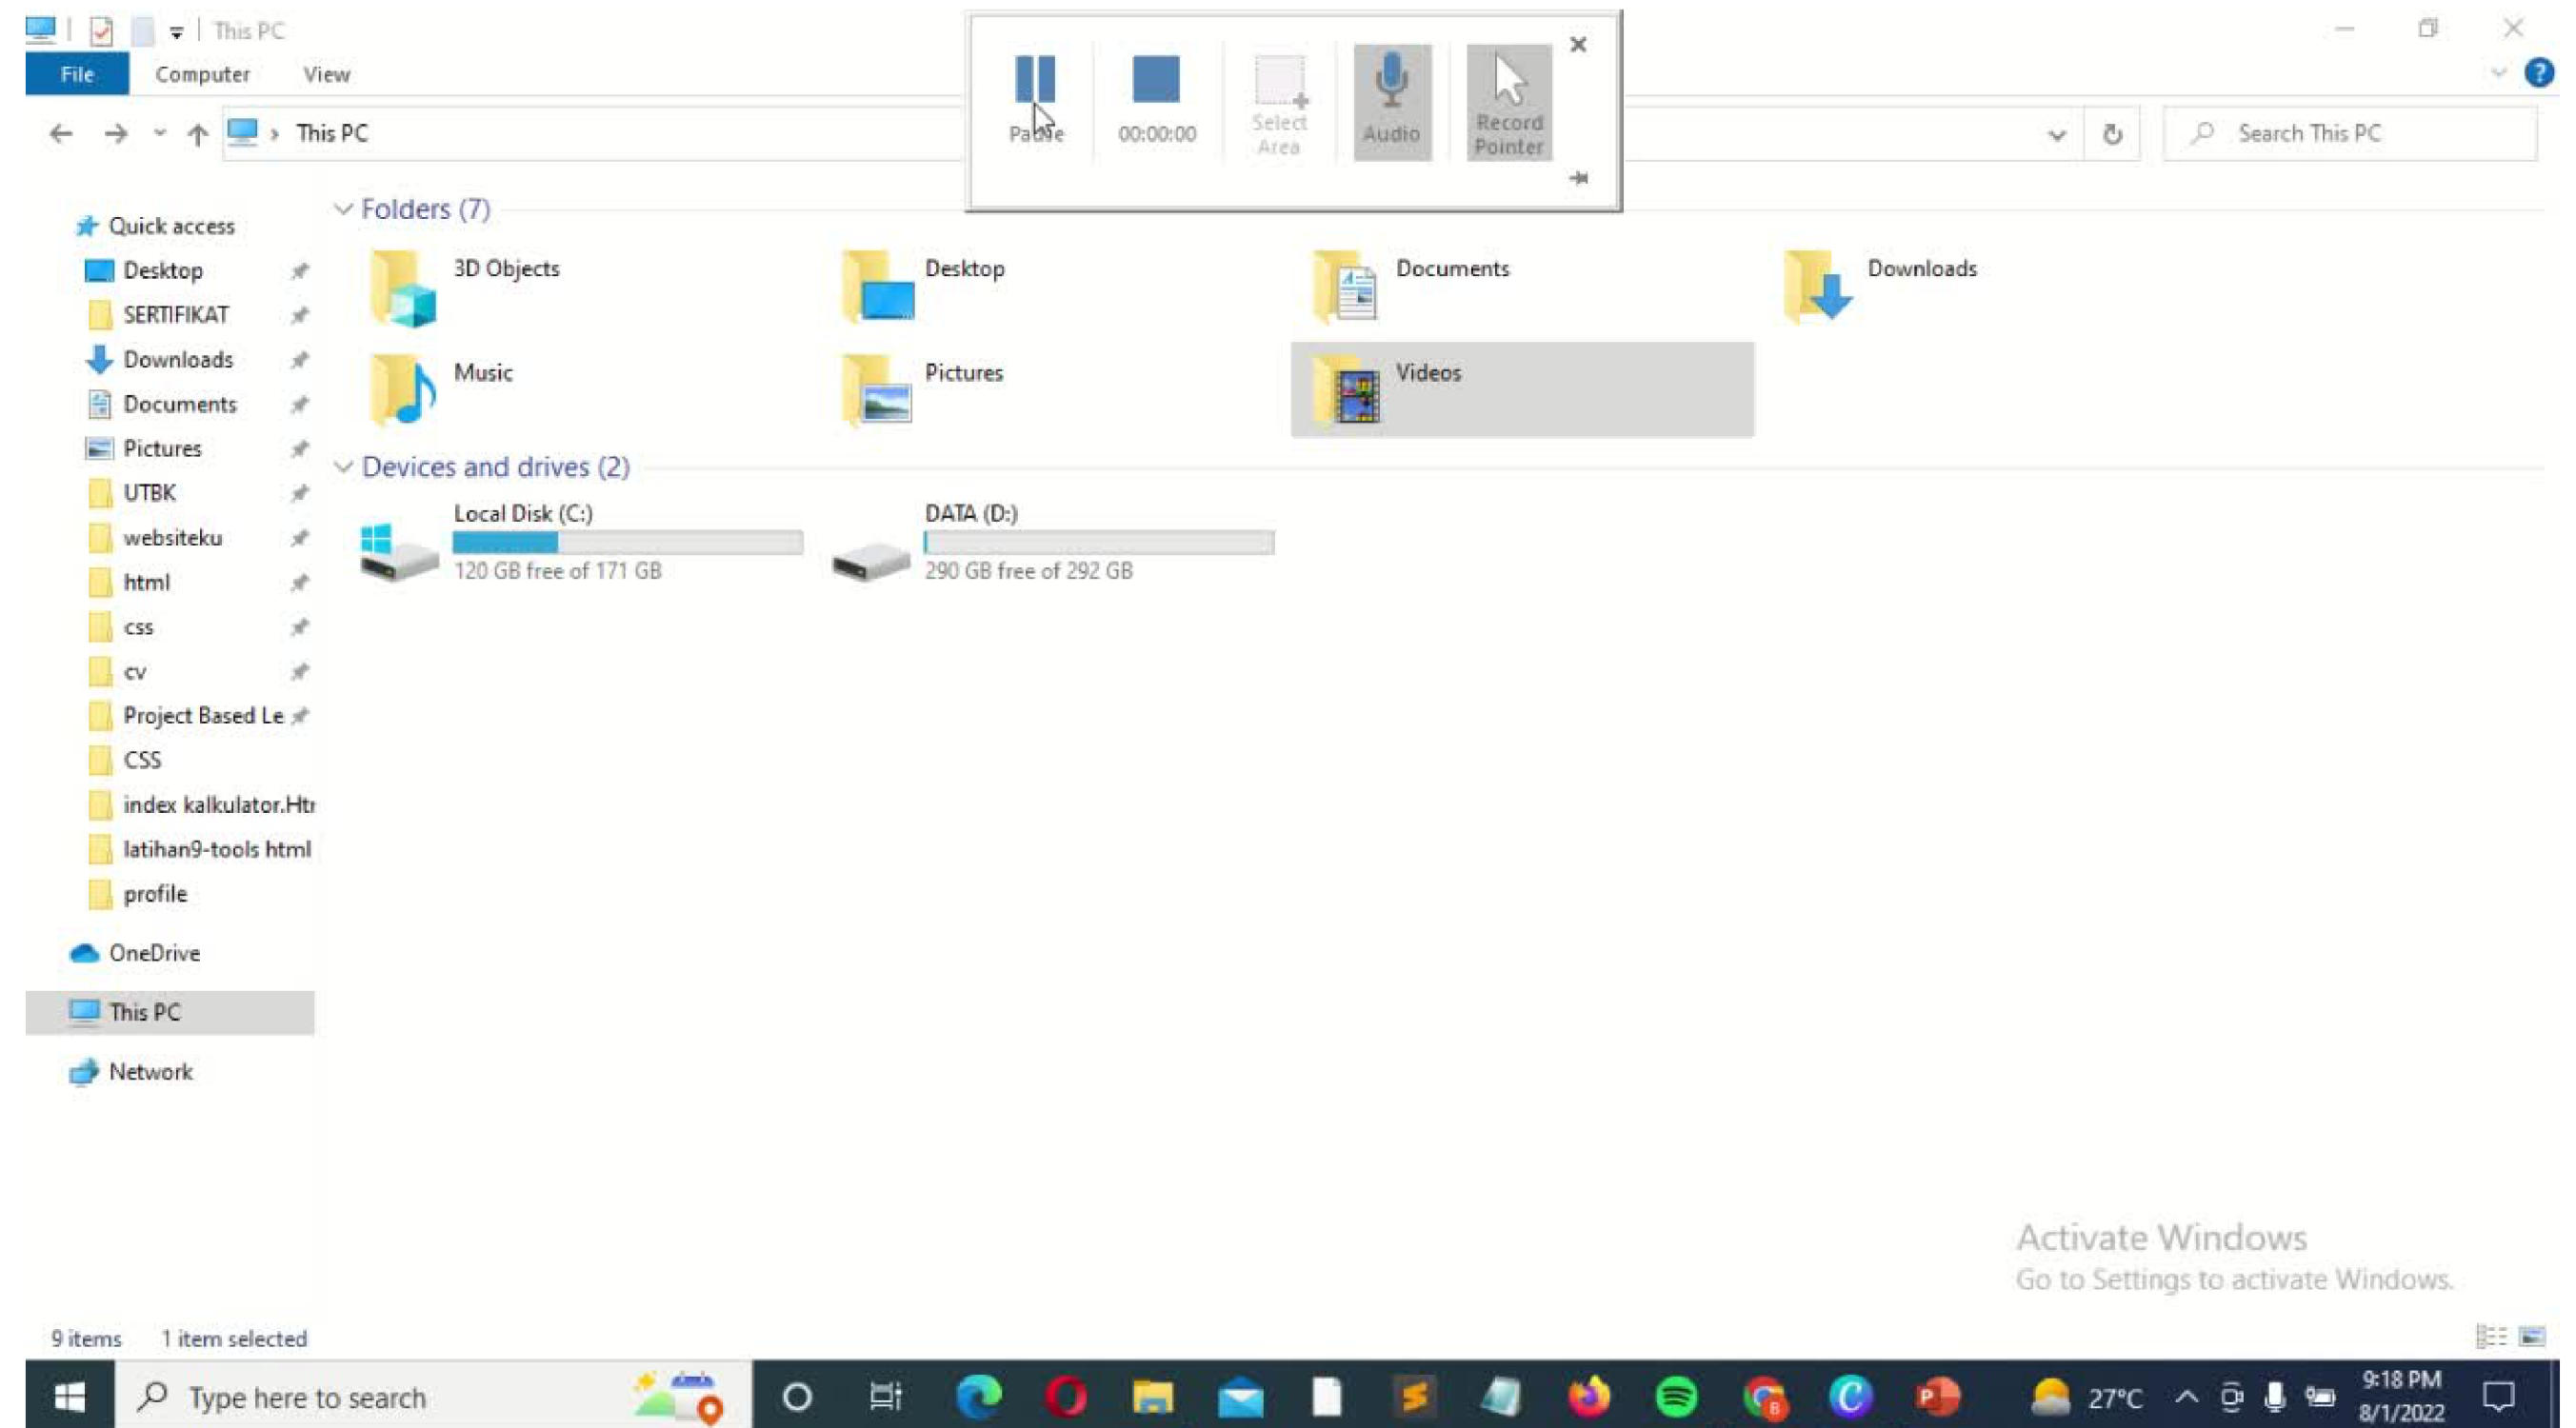 This PC
File Computer View
Pause
00:00:00
Select Area
Audio
Record Pointer
This PC
Search This PC
Quick access
Desktop
SERTIFIKAT
Downloads
Documents
Pictures
UTBK
websiteku
html
css
cv
Project Based Le
CSS
index kalkulator.Htr
latihan9-tools html
profile
OneDrive
This PC
Network
Folders (7)
3D Objects
Desktop
Documents
Downloads
Music
Pictures
Videos
Devices and drives (2)
Local Disk (C:)
120 GB free of 171 GB
DATA (D:)
290 GB free of 292 GB
Activate Windows
Go to Settings to activate Windows.
9 items 1 item selected
Type here to search
27°C
9:18 PM
8/1/2022